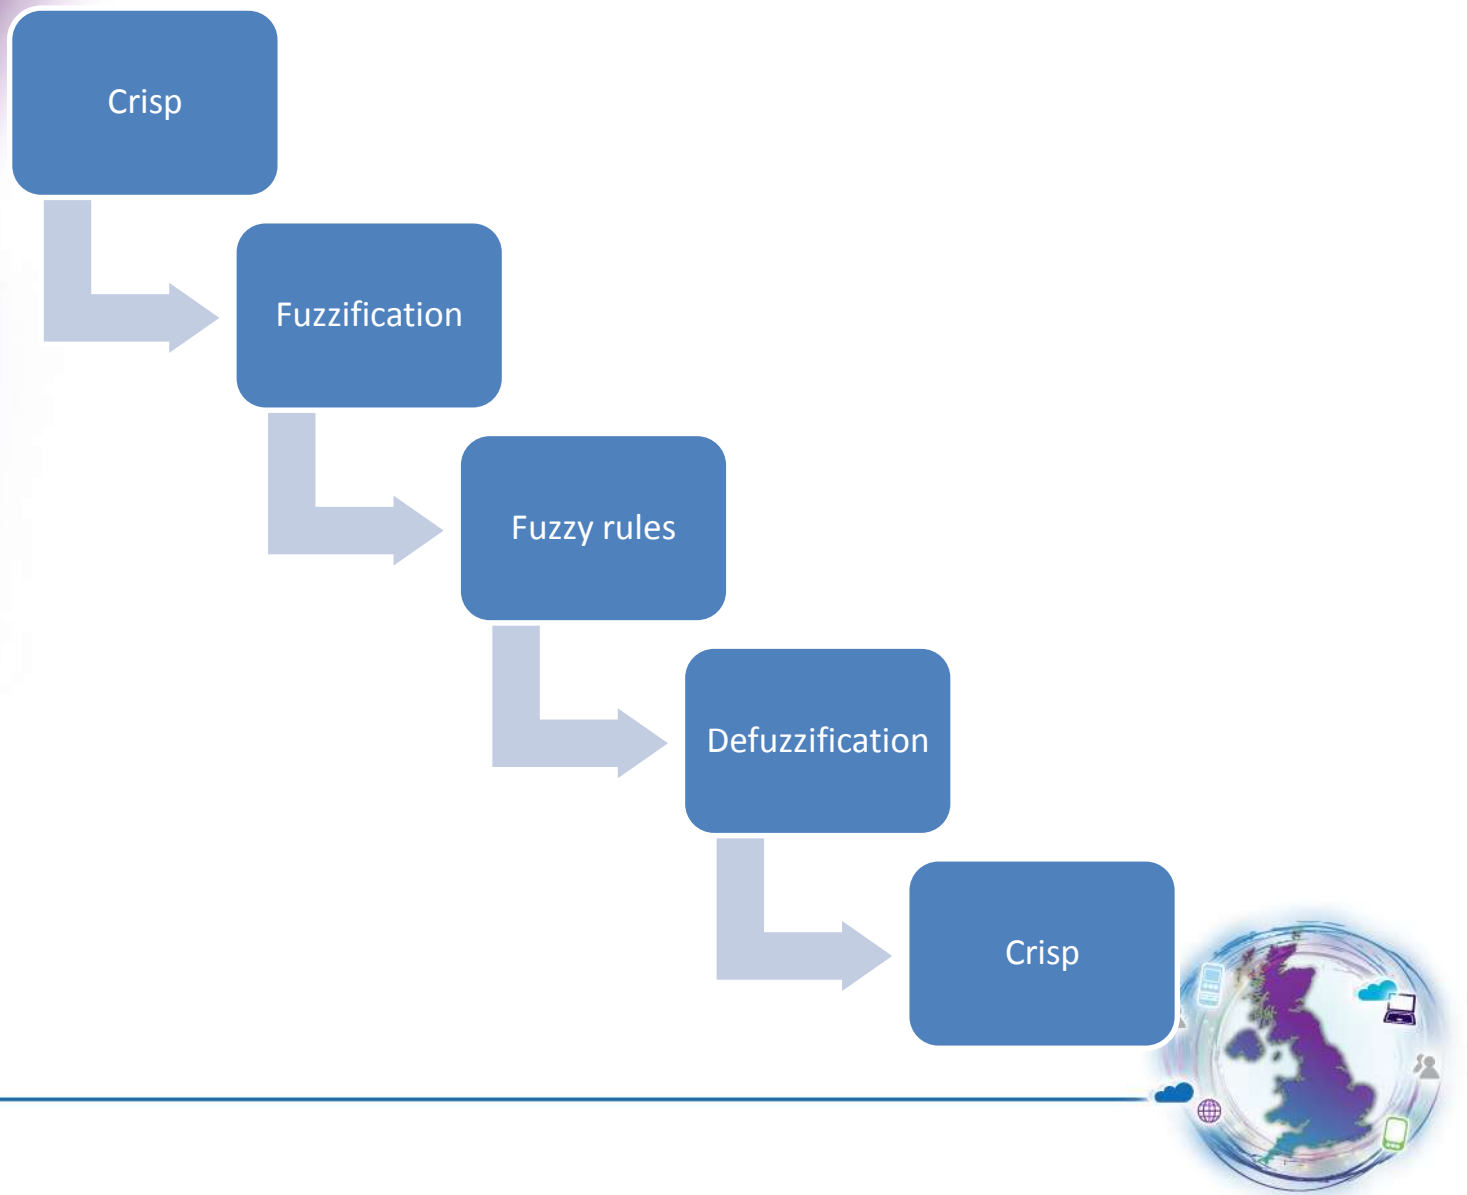 Crisp
Fuzzification
Fuzzy rules
Defuzzification
Crisp